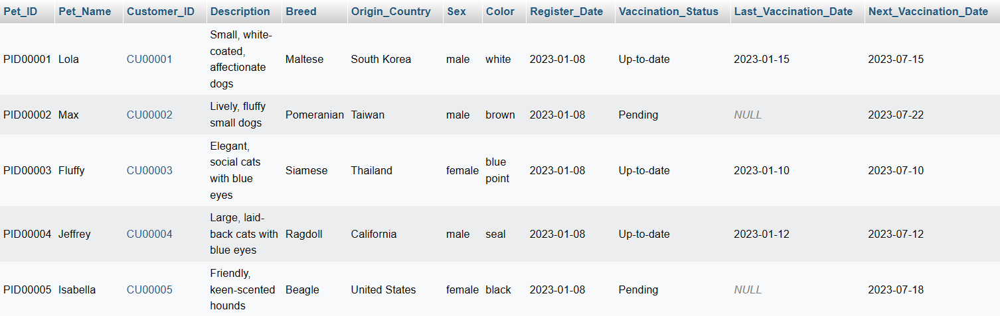 Pet_ID Pet_Name Customer_ID Description Breed Origin_Country Sex Color Register_Date Vaccination_Status Last_Vaccination_Date Next_Vaccination_Date
PID00001 Lola CU00001 Small, white-
coated,
affectionate
dogs Maltese South Korea male white 2023-01-08 Up-to-date 2023-01-15 2023-07-15
PID00002 Max CU00002 Lively, fluffy
small dogs Pomeranian Taiwan male brown 2023-01-08 Pending NULL 2023-07-22
PID00003 Fluffy CU00003 Elegant,
social cats
with blue
eyes Siamese Thailand female blue
point 2023-01-08 Up-to-date 2023-01-10 2023-07-10
PID00004 Jeffrey CU00004 Large, laid-
back cats with
blue eyes Ragdoll California male seal 2023-01-08 Up-to-date 2023-01-12 2023-07-12
PID00005 Isabella CU00005 Friendly,
keen-scented
hounds Beagle United States female black 2023-01-08 Pending NULL 2023-07-18